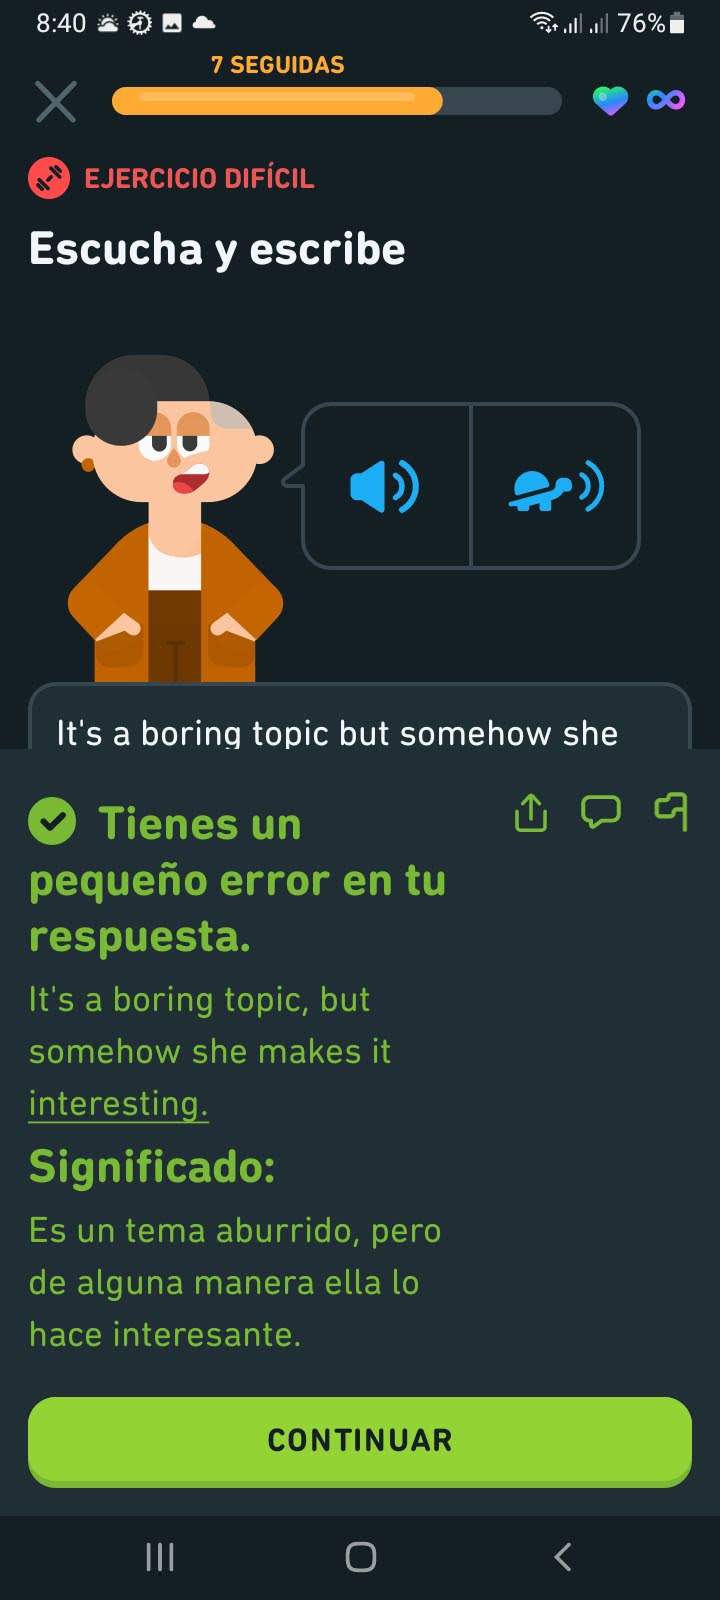 8:40
76%
7 SEGUIDAS
EJERCICIO DIFÍCIL
Escucha y escribe
It's a boring topic but somehow she
Tienes un
pequeño error en tu
respuesta.
It's a boring topic, but
somehow she makes it
interesting.
Significado:
Es un tema aburrido, pero
de alguna manera ella lo
hace interesante.
CONTINUAR